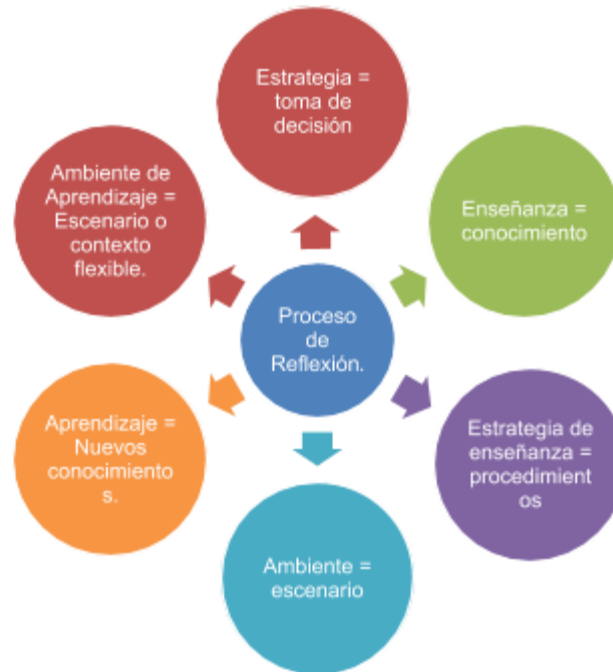 Estrategia =
toma de
decisión
Ambiente de
Aprendizaje =
Escenario o
contexto
flexible.
Enseñanza =
conocimiento
Proceso
de
Reflexión.
Aprendizaje =
Nuevos
conocimiento
s.
Estrategia de
enseñanza =
procedimient
os
Ambiente =
escenario